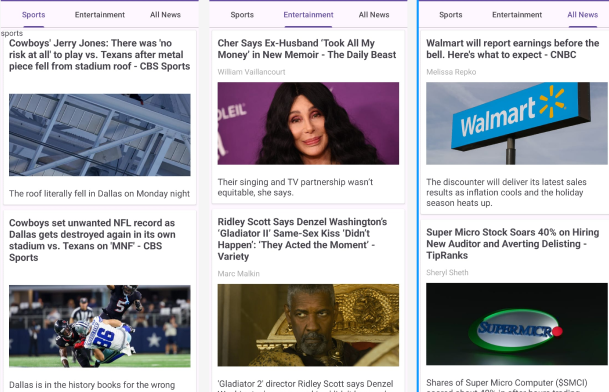 Sports Entertainment All News
sports
Cowboys' Jerry Jones: There was 'no
risk at all' to play vs. Texans after metal
piece fell from stadium roof - CBS Sports
The roof literally fell in Dallas on Monday night
Cowboys set unwanted NFL record as
Dallas gets destroyed again in its own
stadium vs. Texans on 'MNF' - CBS
Sports
Dallas is in the history books for the wrong
Sports Entertainment All News
Cher Says Ex-Husband ‘Took All My
Money’ in New Memoir - The Daily Beast
William Vaillancourt
Their singing and TV partnership wasn’t
equitable, she says.
Ridley Scott Says Denzel Washington’s
‘Gladiator II’ Same-Sex Kiss ‘Didn’t
Happen’: ‘They Acted the Moment’ -
Variety
Marc Malkin
'Gladiator 2' director Ridley Scott says Denzel
Sports Entertainment All News
Walmart will report earnings before the
bell. Here's what to expect - CNBC
Melissa Repko
Walmart
The discounter will deliver its latest sales
results as inflation cools and the holiday
season heats up.
Super Micro Stock Soars 40% on Hiring
New Auditor and Averting Delisting -
TipRanks
Sheryl Sheth
SUPERMICR
Shares of Super Micro Computer ($SMCI)